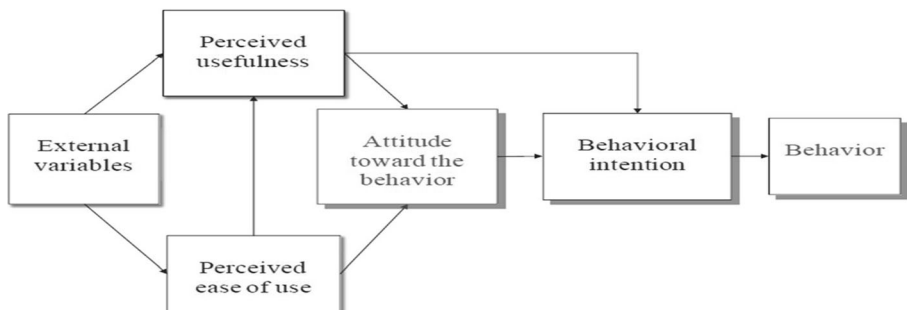 Perceived
usefulness
External
variables
Attitude
toward the
behavior
Behavioral
intention
Behavior
Perceived
ease of use